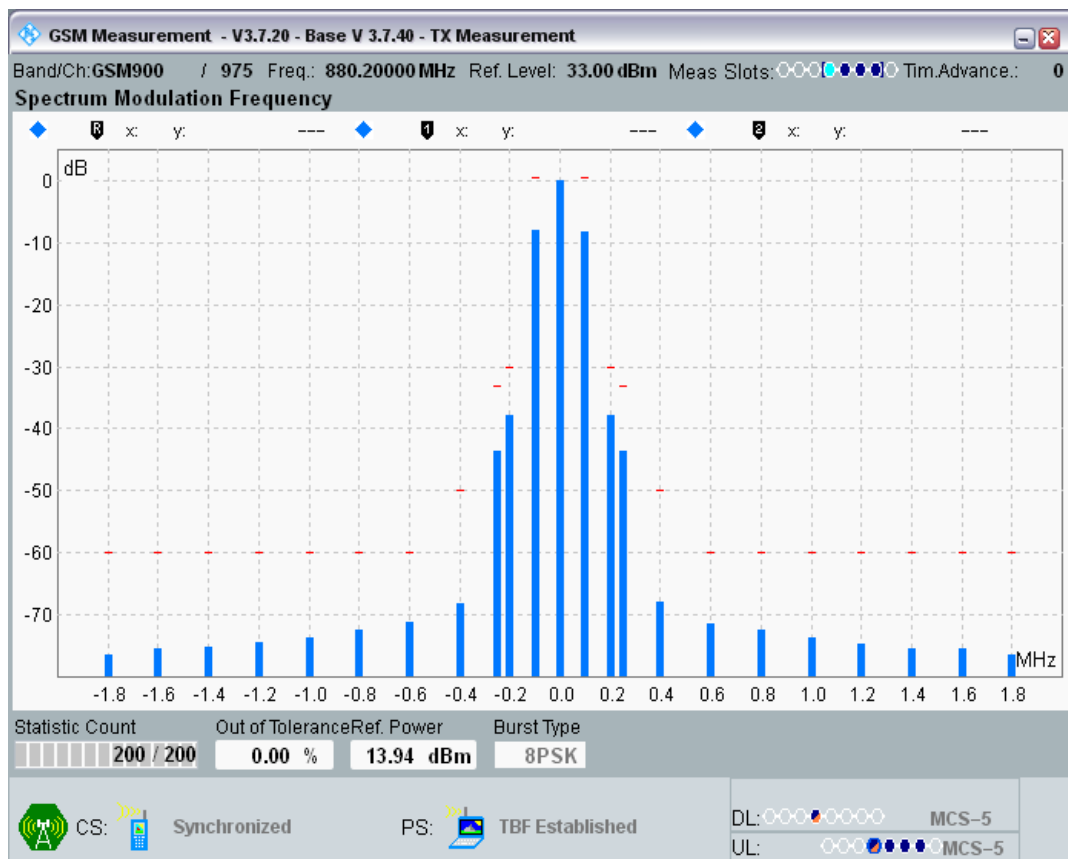 GSM Measurement - V3.7.20 - Base V 3.7.40 - TX Measurement
Band/Ch:GSM900 / 975 Freq.: 880.20000 MHz Ref. Level: 33.00 dBm Meas Slots: Tim.Advance.: 0
Spectrum Modulation Frequency
R x: y: --- 1 x: y: --- 2 x: y: ---
dB
0
-10
-20
-30
-40
-50
-60
-70
MHz
-1.8 -1.6 -1.4 -1.2 -1.0 -0.8 -0.6 -0.4 -0.2 0.0 0.2 0.4 0.6 0.8 1.0 1.2 1.4 1.6 1.8
Statistic Count Out of Tolerance Ref. Power Burst Type
200 / 200 0.00 % 13.94 dBm 8PSK
CS: Synchronized PS: TBF Established
DL: MCS-5
UL: MCS-5